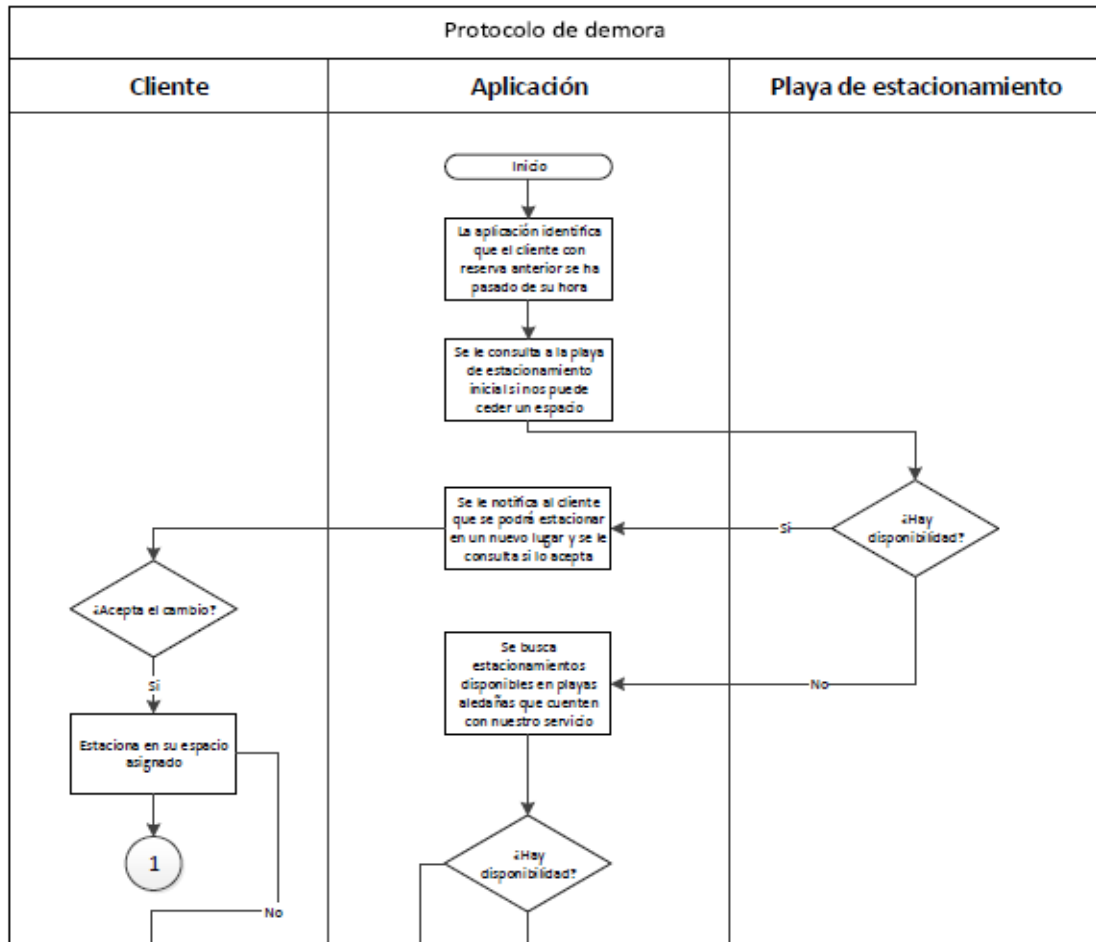 Protocolo de demora
Cliente
Aplicación
Playa de estacionamiento
Inicio
La aplicación identifica
que el cliente con
reserva anterior se ha
pasado de su hora
Se le consulta a la playa
de estacionamiento
inicial si nos puede
ceder un espacio
¿Hay
disponibilidad?
Si
Se le notifica al cliente
que se podrá estacionar
en un nuevo lugar y se le
consulta si lo acepta
¿Acepta el cambio?
Si
No
Se busca
estacionamientos
disponibles en playas
aledañas que cuenten
con nuestro servicio
Estaciona en su espacio
asignado
1
¿Hay
disponibilidad?
No